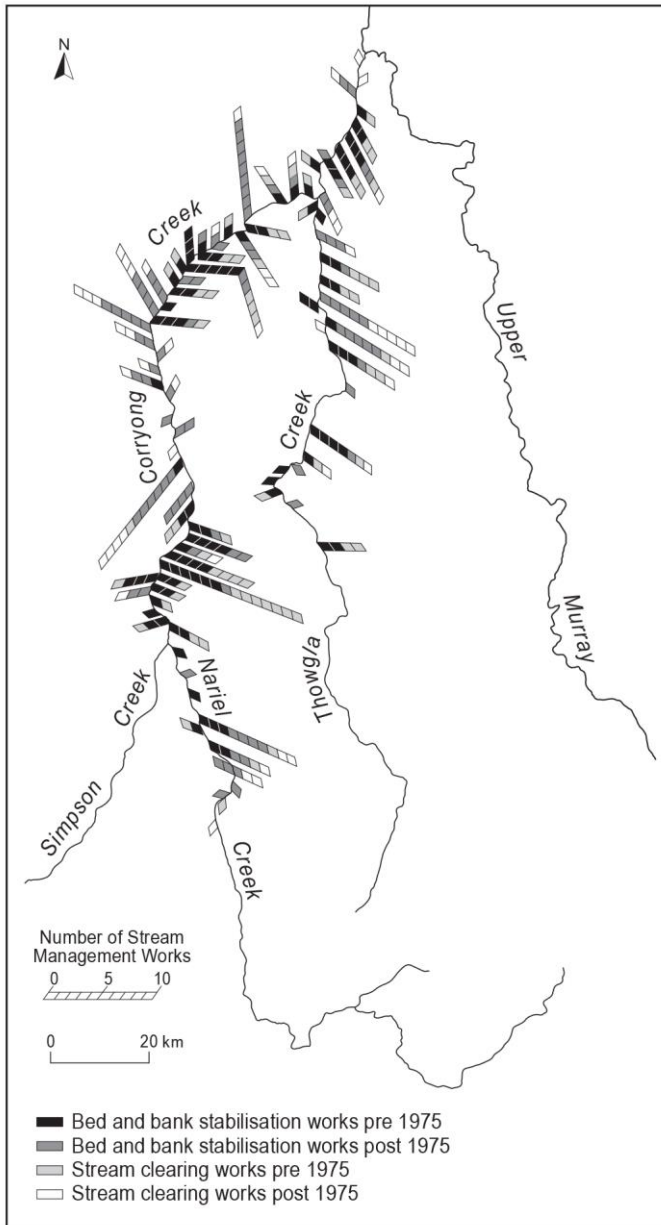 N
Creek
Upper
Corryong
Creek
Murray
Nariel
Thowg/a
Creek
Simpson
Creek
Number of Stream
Management Works
0 5 10
0 20 km
Bed and bank stabilisation works pre 1975
Bed and bank stabilisation works post 1975
Stream clearing works pre 1975
Stream clearing works post 1975